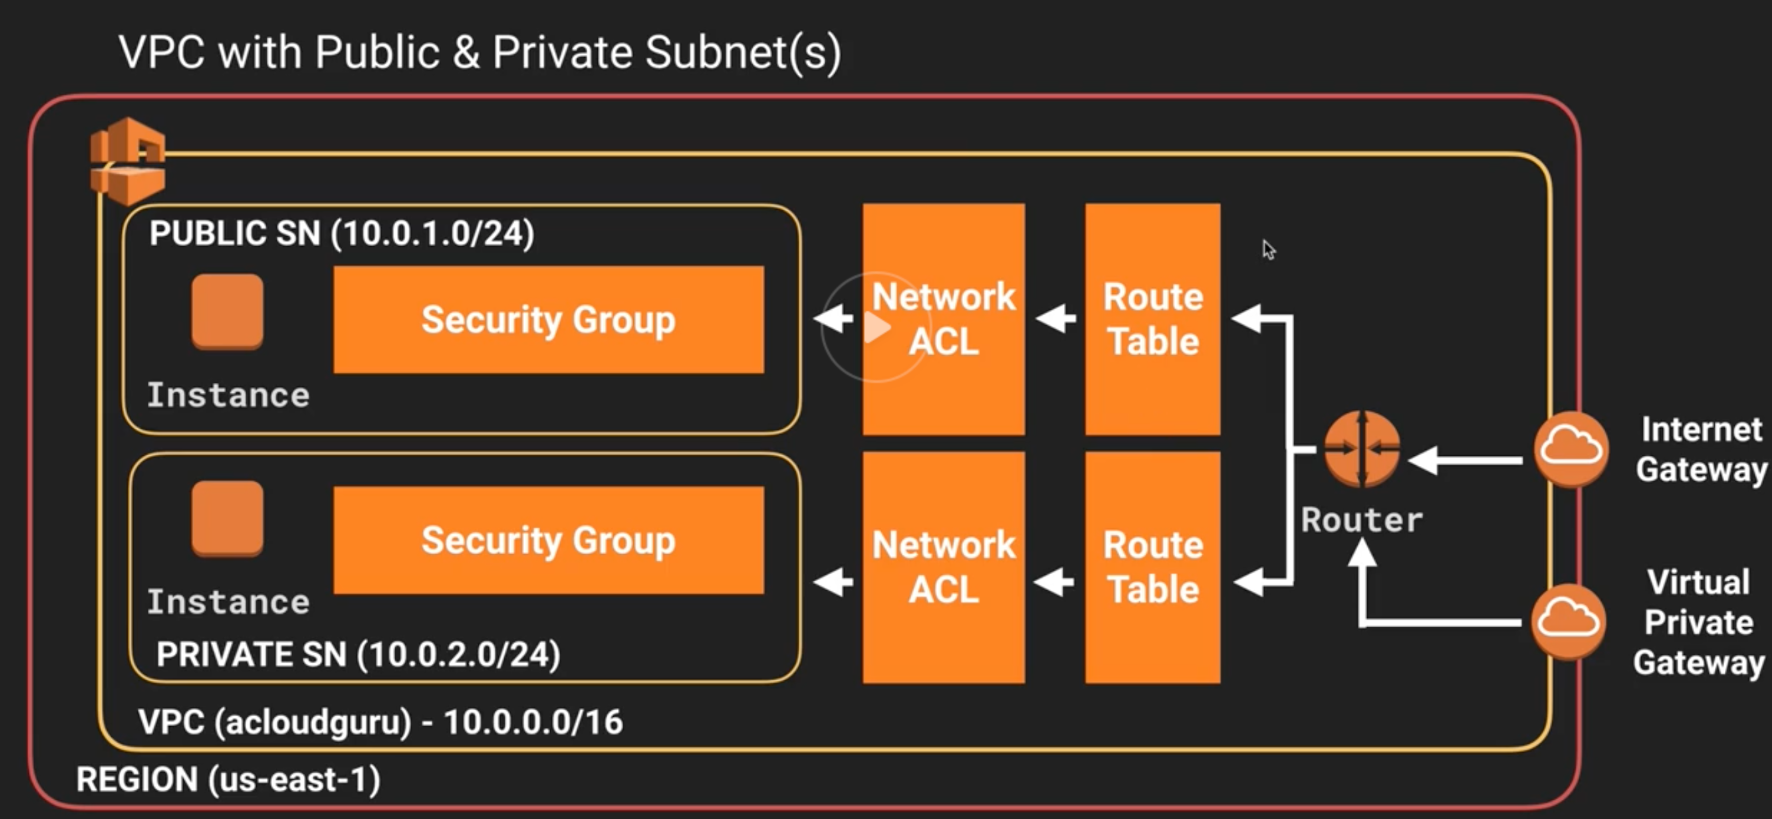 VPC with Public & Private Subnet(s)
PUBLIC SN (10.0.1.0/24)
Instance
Security Group
Network
ACL
Route
Table
Internet
Gateway
Router
Instance
Security Group
PRIVATE SN (10.0.2.0/24)
Network
ACL
Route
Table
Virtual
Private
Gateway
VPC (acloudguru) - 10.0.0.0/16
REGION (us-east-1)